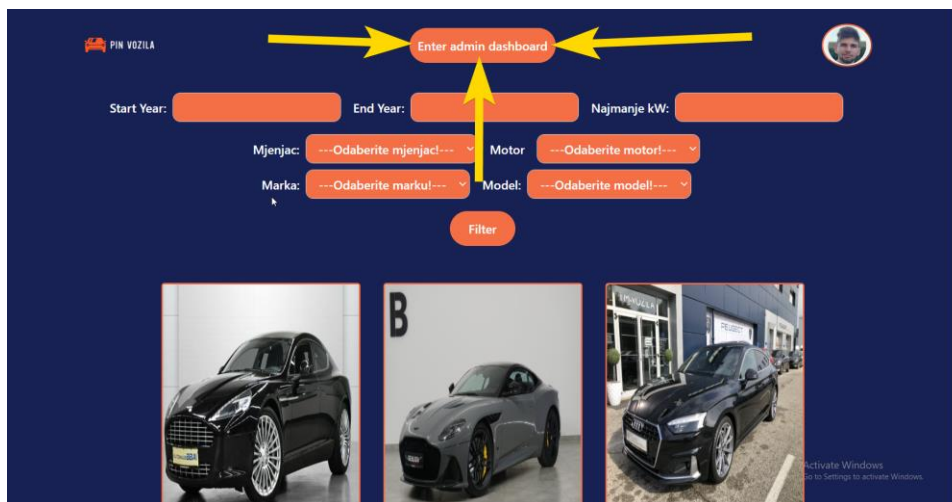 PIN VOZILA
Enter admin dashboard
Start Year:
End Year:
Najmanje kW:
Mjenjac:
---Odaberite mjenjac!---
Motor
---Odaberite motor!---
Marka:
---Odaberite marku!---
Model:
---Odaberite model!---
Filter
B
PEUGEOT
Activate Windows
Go to Settings to activate Windows.